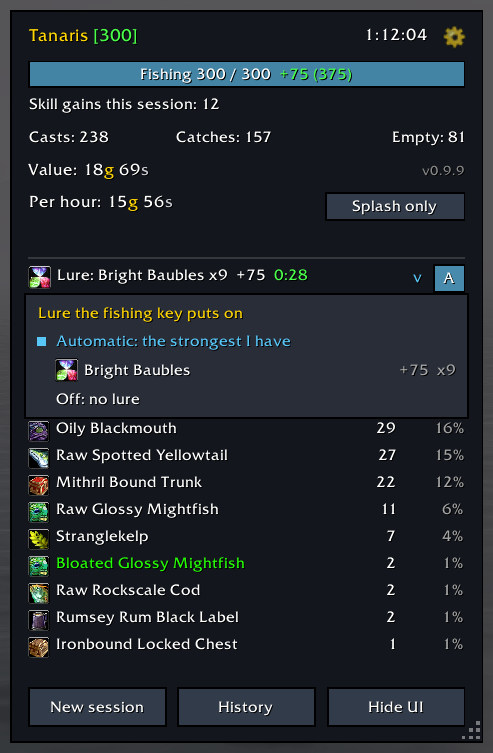 Tanaris [300] 1:12:04
Fishing 300 / 300 +75 (375)
Skill gains this session: 12
Casts: 238 Catches: 157 Empty: 81
Value: 18g 69s v0.9.9
Per hour: 15g 56s Splash only
Lure: Bright Baubles x9 +75 0:28 v A
Lure the fishing key puts on
Automatic: the strongest I have
Bright Baubles +75 x9
Off: no lure
Oily Blackmouth 29 16%
Raw Spotted Yellowtail 27 15%
Mithril Bound Trunk 22 12%
Raw Glossy Mightfish 11 6%
Stranglekelp 7 4%
Bloated Glossy Mightfish 2 1%
Raw Rockscale Cod 2 1%
Rumsey Rum Black Label 2 1%
Ironbound Locked Chest 1 1%
New session History Hide UI